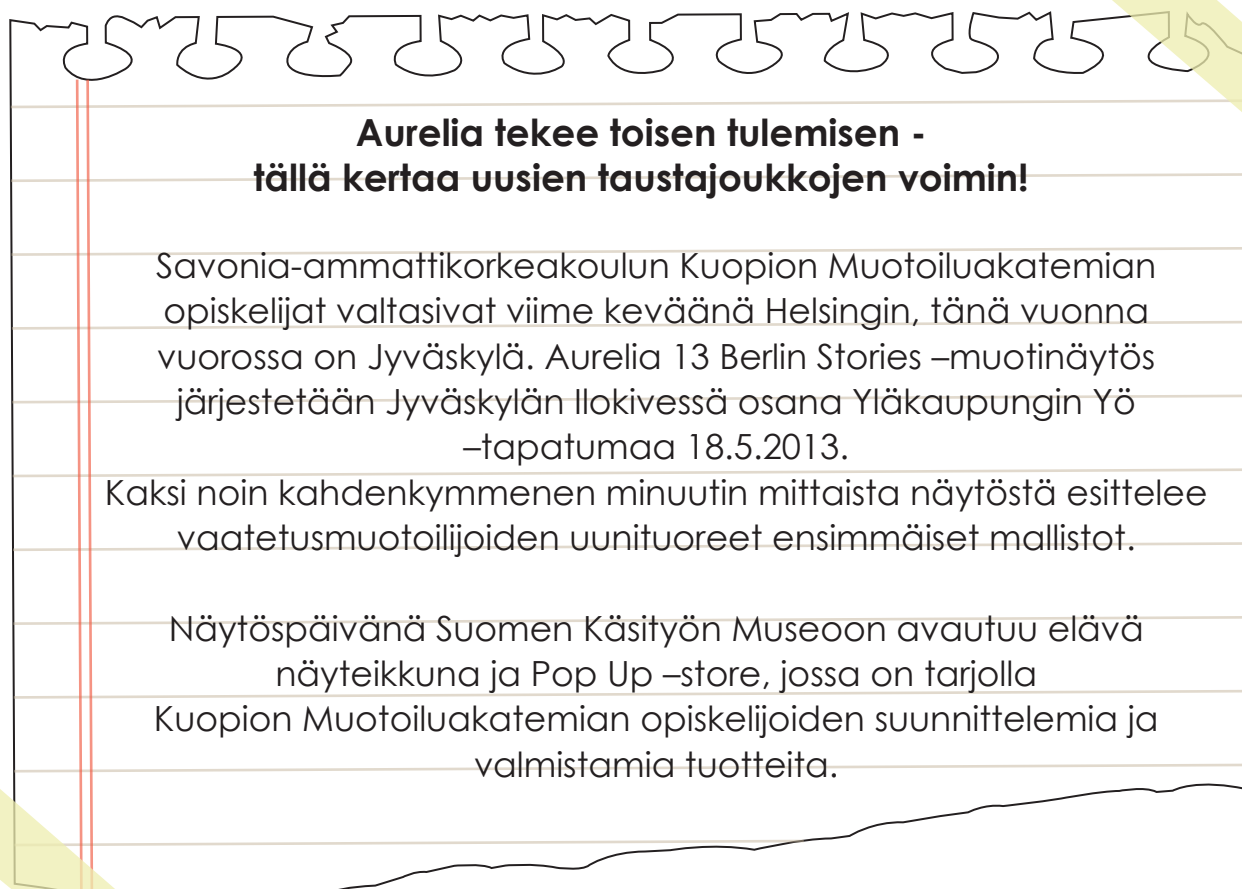 Aurelia tekee toisen tulemisen -
tällä kertaa uusien taustajoukkojen voimin!
Savonia-ammattikorkeakoulun Kuopion Muotoiluakatemian
opiskelijat valtasivat viime keväänä Helsingin, tänä vuonna
vuorossa on Jyväskylä. Aurelia 13 Berlin Stories –muotinäytös
järjestetään Jyväskylän Ilokivessä osana Yläkaupungin Yö
–tapatumaa 18.5.2013.
Kaksi noin kahdenkymmenen minuutin mittaista näytöstä esittelee
vaatetusmuotoilijoiden uunituoreet ensimmäiset mallistot.
Näytöspäivänä Suomen Käsityön Museoon avautuu elävä
näyteikkuna ja Pop Up –store, jossa on tarjolla
Kuopion Muotoiluakatemian opiskelijoiden suunnittelemia ja
valmistamia tuotteita.